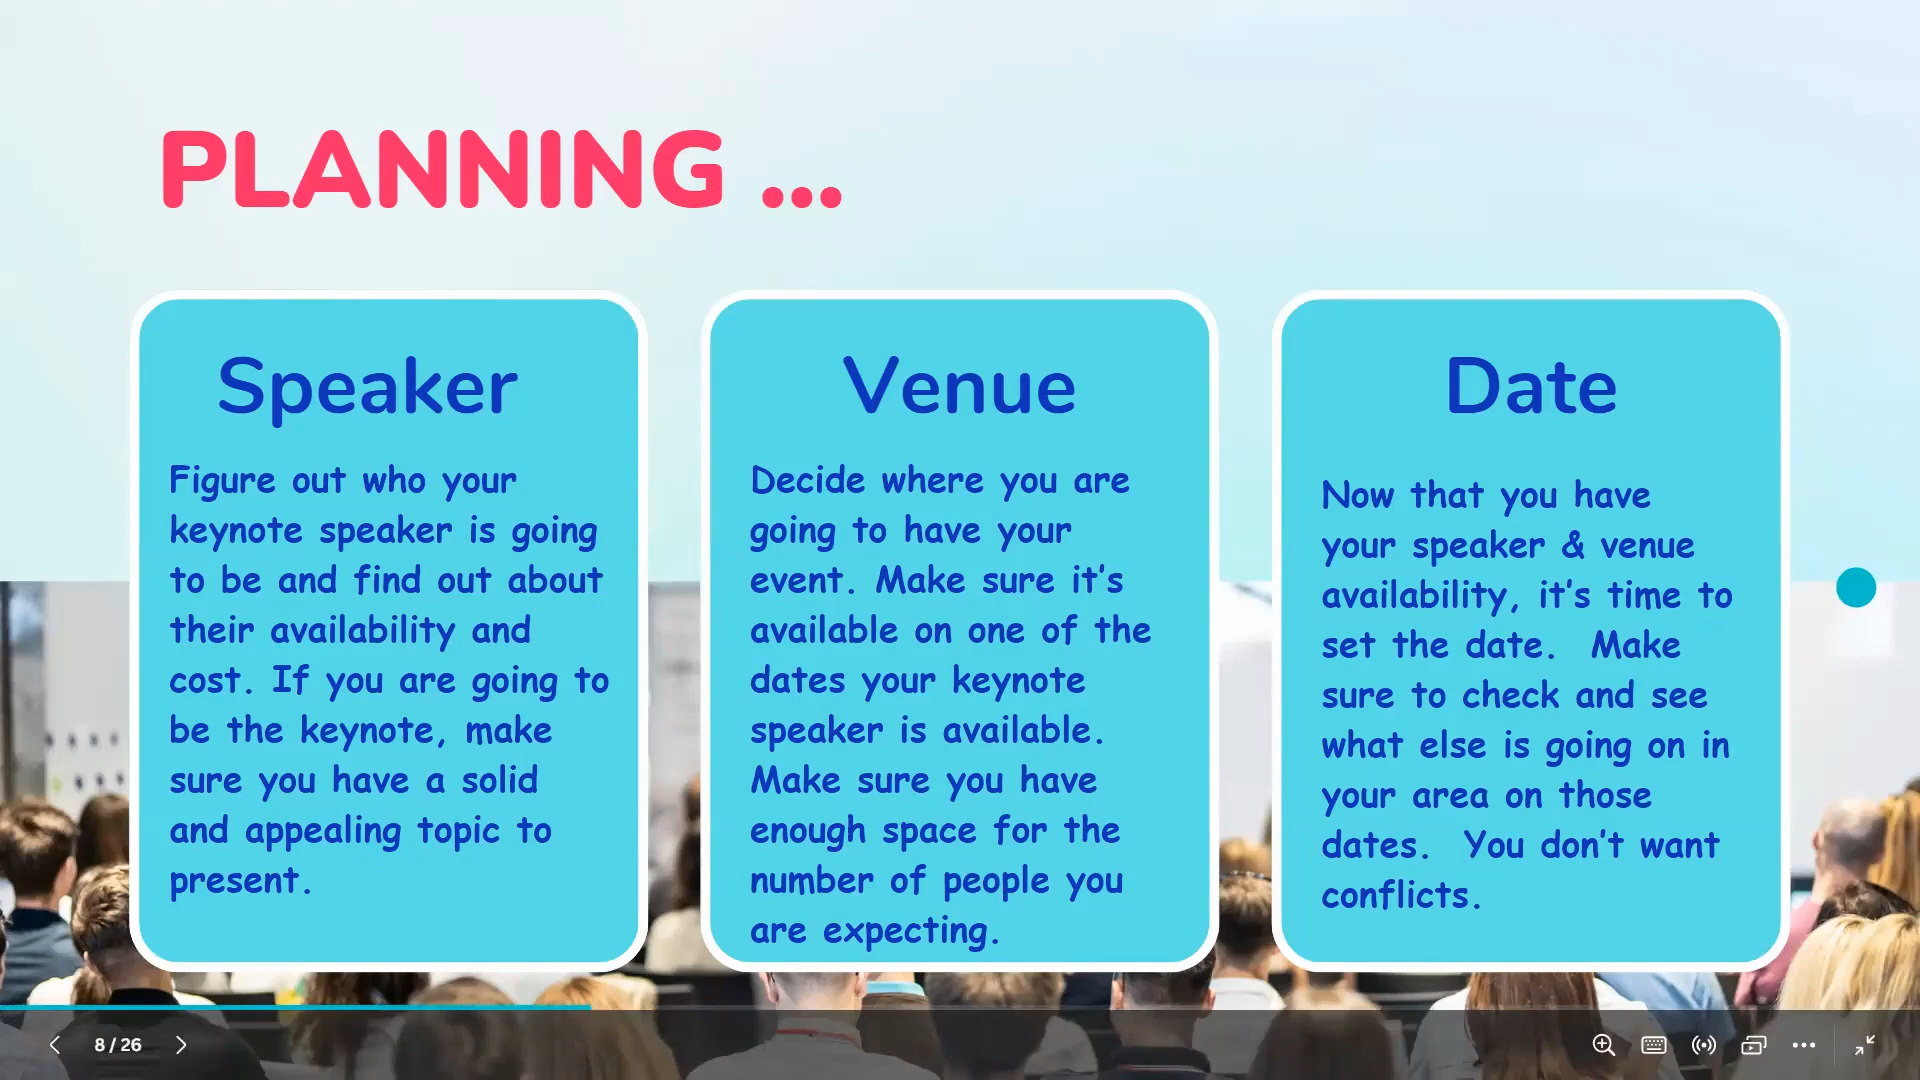 PLANNING ...
Speaker
Figure out who your
keynote speaker is going
to be and find out about
their availability and
cost. If you are going to
be the keynote, make
sure you have a solid
and appealing topic to
present.
Venue
Decide where you are
going to have your
event. Make sure it's
available on one of the
dates your keynote
speaker is available.
Make sure you have
enough space for the
number of people you
are expecting.
Date
Now that you have
your speaker & venue
availability, it's time to
set the date.  Make
sure to check and see
what else is going on in
your area on those
dates.  You don't want
conflicts.
8 / 26